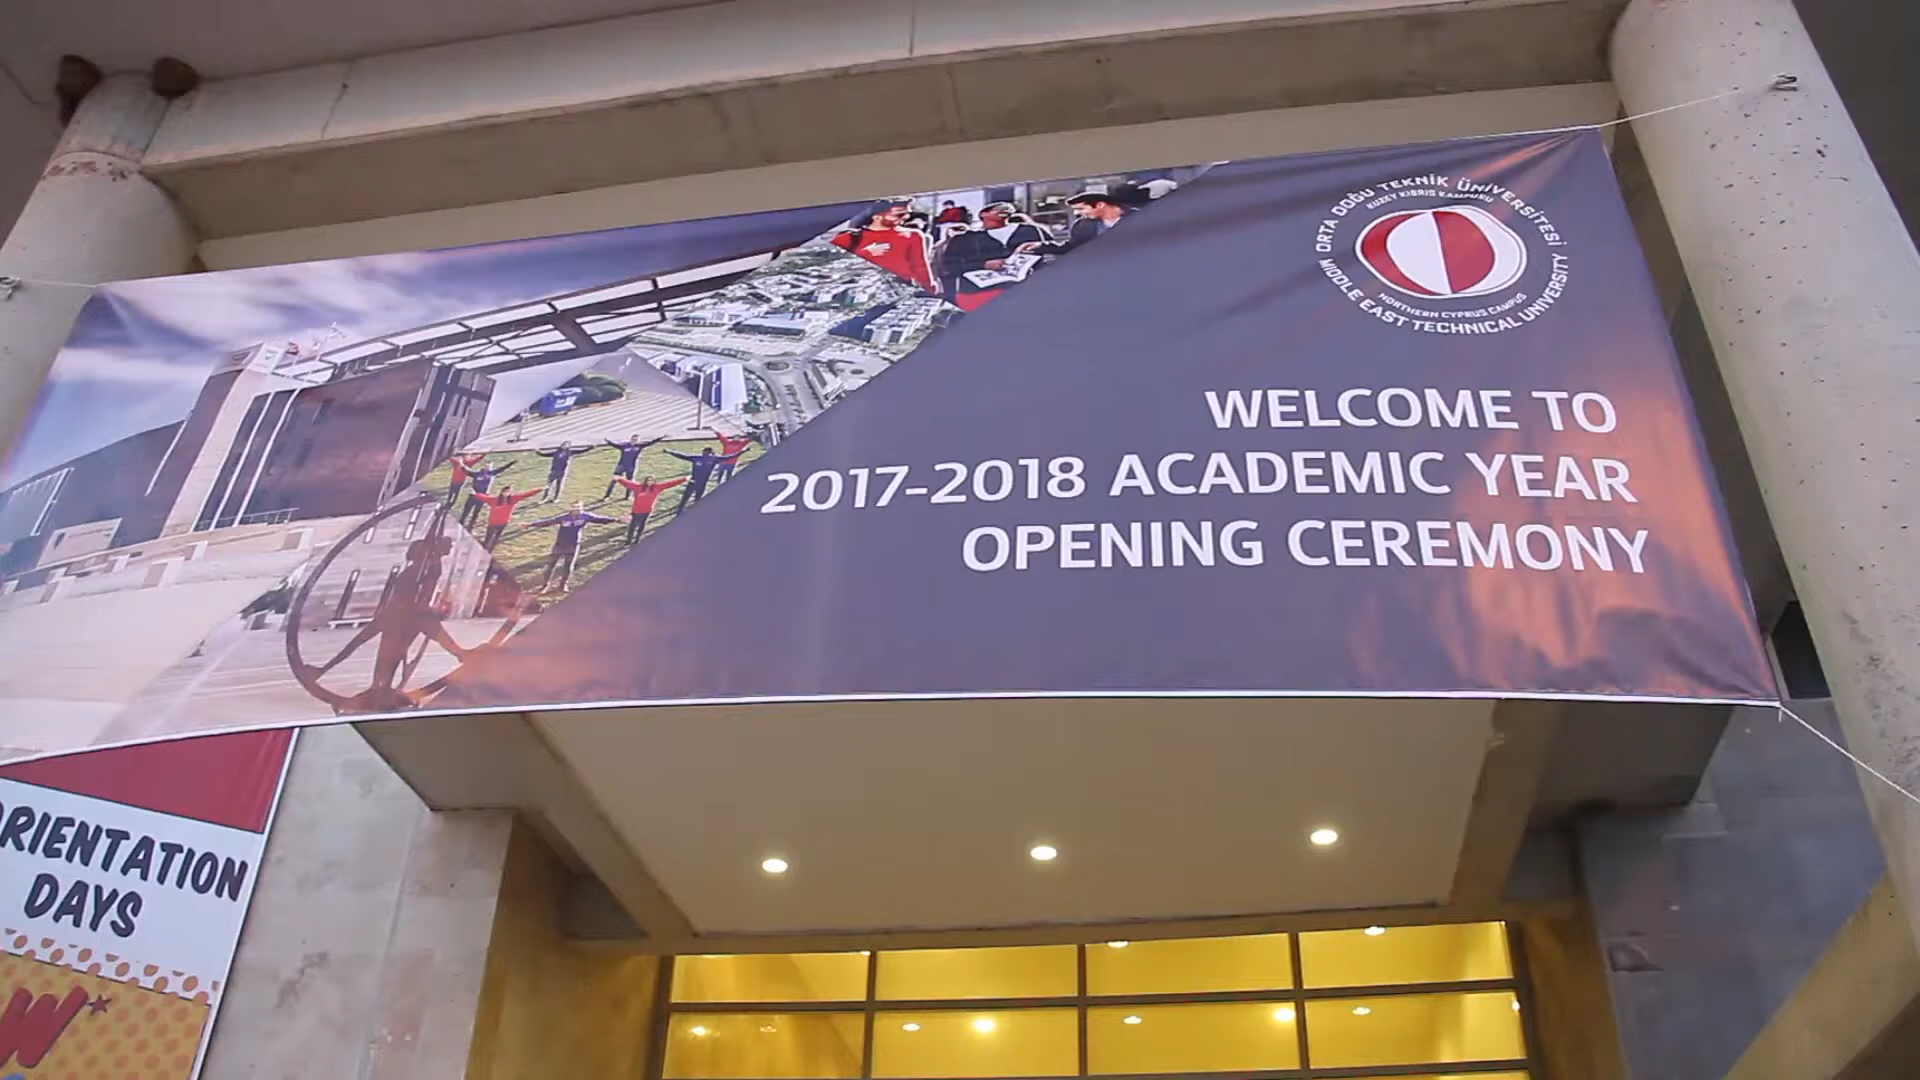 ORTA DOĞU TEKNİK ÜNİVERSİTESİ
KUZEY KIBRIS KAMPUSU
NORTHERN CYPRUS CAMPUS
MIDDLE EAST TECHNICAL UNIVERSITY
WELCOME TO
2017-2018 ACADEMIC YEAR
OPENING CEREMONY
ORIENTATION
DAYS
W*